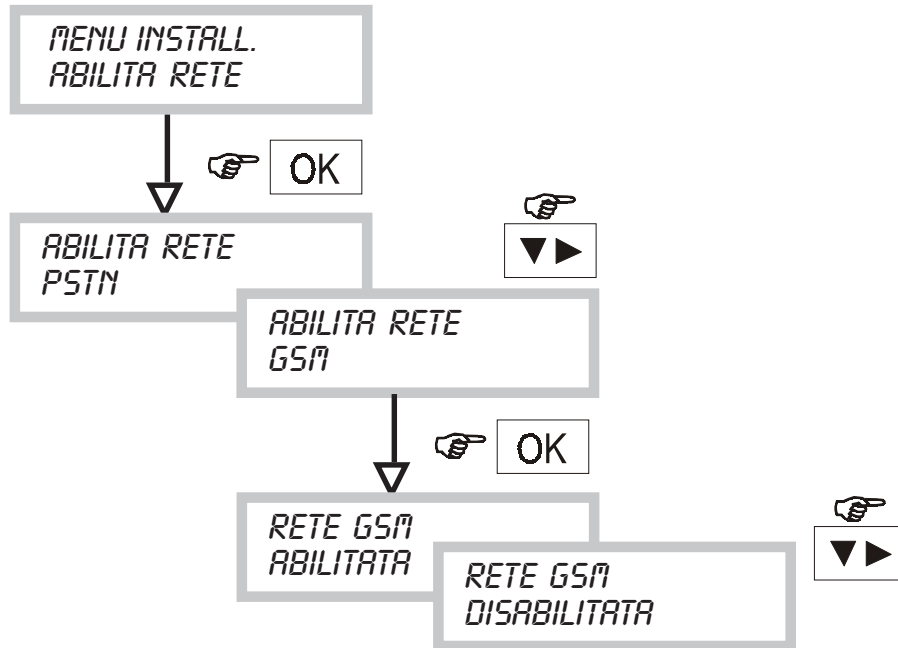 MENU INSTALL.
ABILITA RETE
OK
ABILITA RETE
PSTN
ABILITA RETE
GSM
OK
RETE GSM
ABILITATA
RETE GSM
DISABILITATA